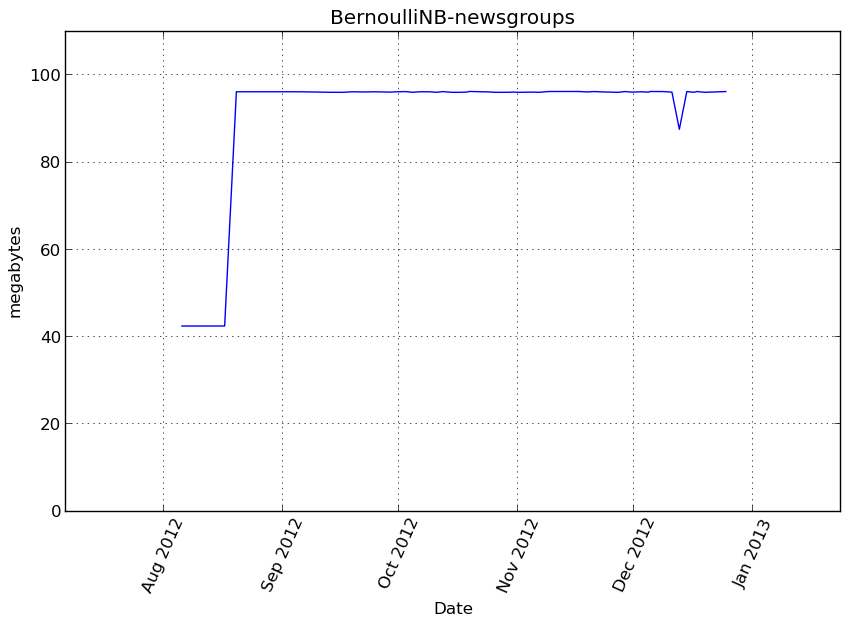 BernoulliNB-newsgroups
megabytes
100
80
60
40
20
0
Aug 2012
Sep 2012
Oct 2012
Nov 2012
Dec 2012
Jan 2013
Date